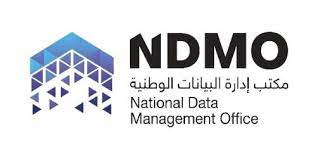 NDMO
مكتب إدارة البيانات الوطنية
National Data
Management Office